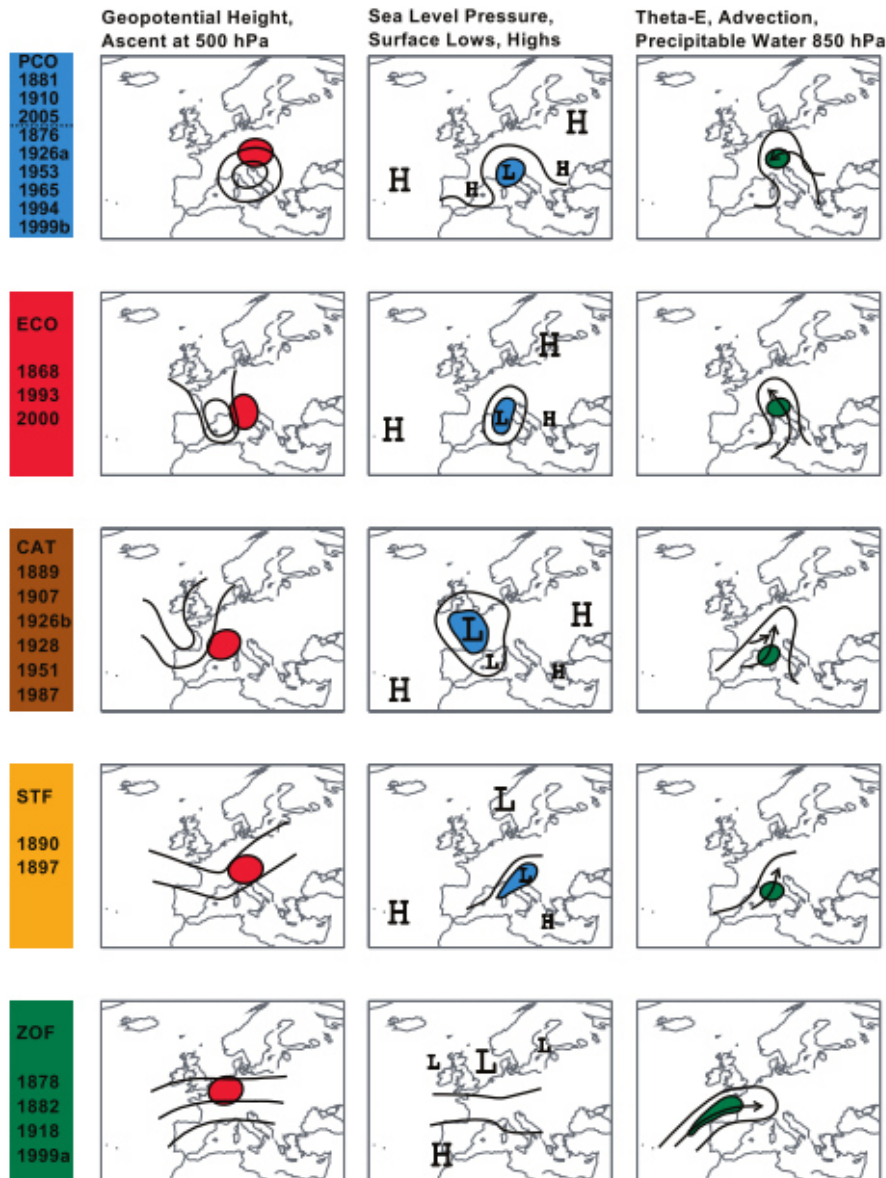 Geopotential Height,
Ascent at 500 hPa
Sea Level Pressure,
Surface Lows, Highs
Theta-E, Advection,
Precipitable Water 850 hPa
PCO
1881
1910
2005
1876
1926a
1953
1965
1994
1999b
H
H
H
H
L
ECO
1868
1993
2000
H
H
L
H
CAT
1889
1907
1926b
1928
1951
1987
L
H
L
H
H
STF
1890
1897
L
L
H
H
ZOF
1878
1882
1918
1999a
L
L
L
H